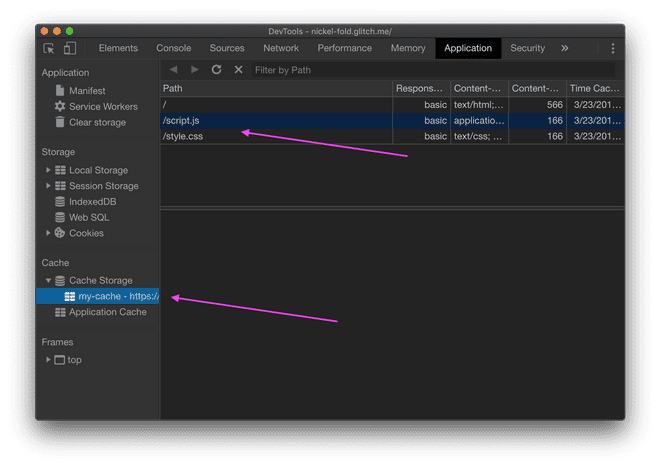 DevTools - nickel-fold.glitch.me/
Elements Console Sources Network Performance Memory Application Security »
Application
Manifest
Service Workers
Clear storage
Storage
Local Storage
Session Storage
IndexedDB
Web SQL
Cookies
Cache
Cache Storage
my-cache - https:/
Application Cache
Frames
top
Filter by Path
Path Respons... Content-... Content-... Time Cac...
/ basic text/html;... 566 3/23/201...
/script.js basic applicatio... 166 3/23/201...
/style.css basic text/css; ... 166 3/23/201...